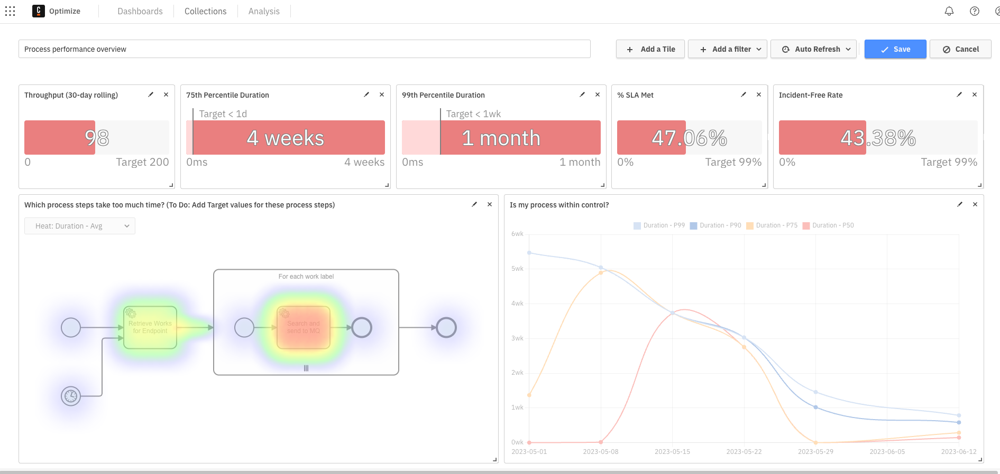 Optimize
Dashboards
Collections
Analysis
Process performance overview
Add a Tile
Add a filter
Auto Refresh
Save
Cancel
Throughput (30-day rolling)
98
0
Target 200
75th Percentile Duration
Target < 1d
4 weeks
0ms
4 weeks
99th Percentile Duration
Target < 1wk
1 month
0ms
1 month
% SLA Met
47.06%
0%
Target 99%
Incident-Free Rate
43.38%
0%
Target 99%
Which process steps take too much time? (To Do: Add Target values for these process steps)
Heat: Duration - Avg
For each work label
Retrieve Works
for Endpoint
Search and
send to MQ
Is my process within control?
Duration - P99
Duration - P90
Duration - P75
Duration - P50
6wk
5wk
4wk
3wk
2wk
1wk
0wk
2023-05-01
2023-05-08
2023-05-15
2023-05-22
2023-05-29
2023-06-05
2023-06-12